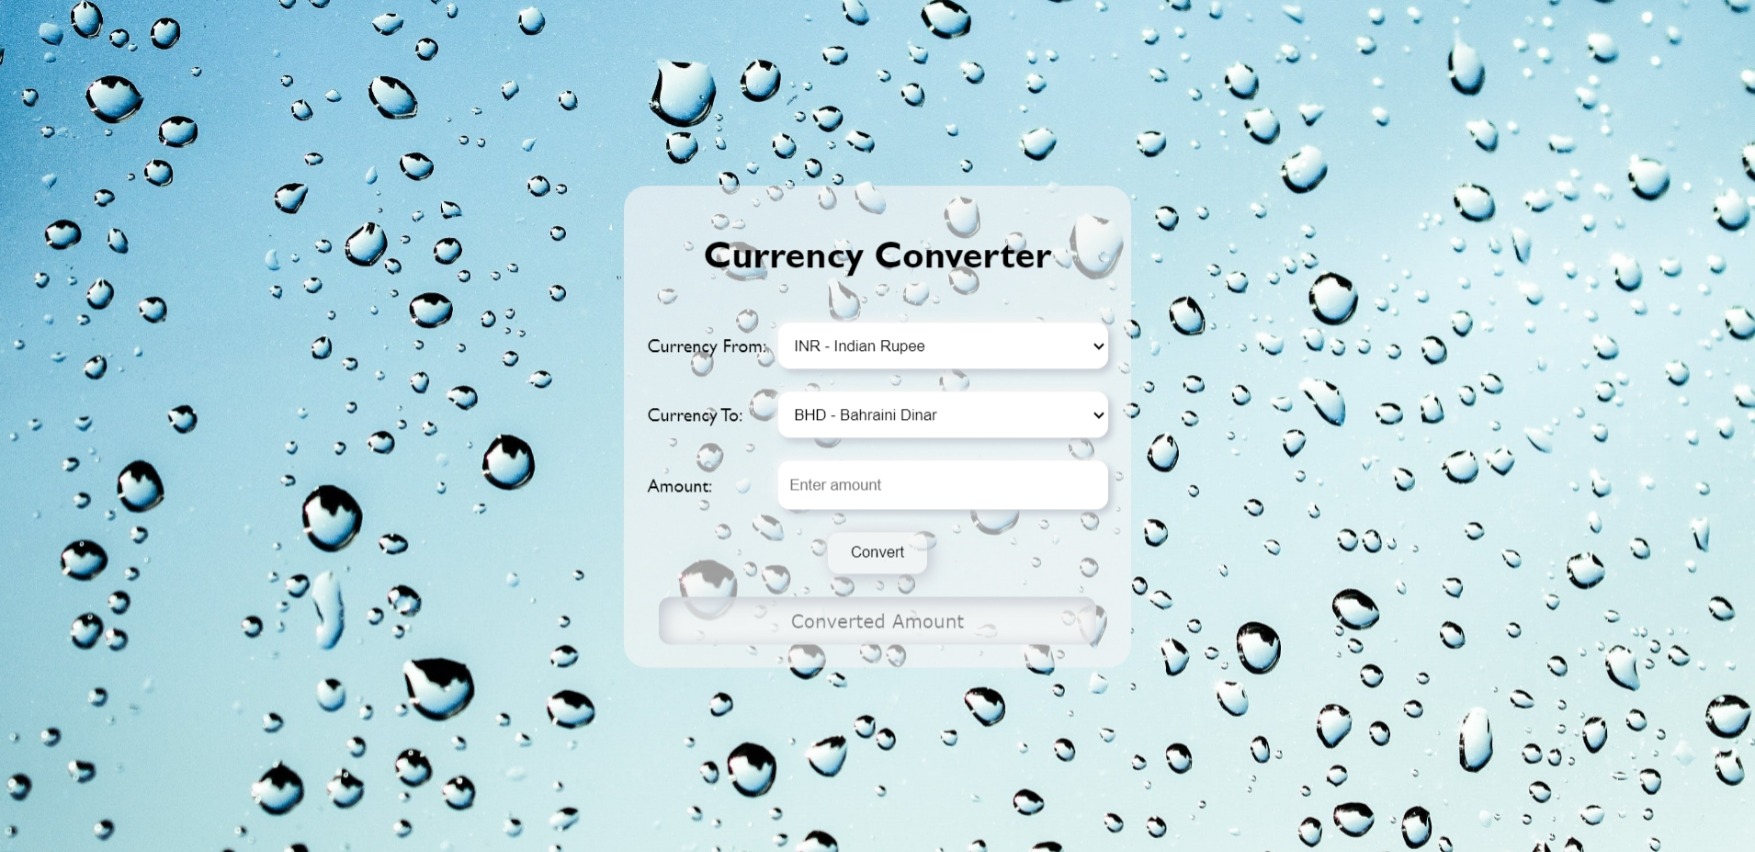 Currency Converter
Currency From: INR - Indian Rupee
Currency To: BHD - Bahraini Dinar
Amount: Enter amount
Convert
Converted Amount